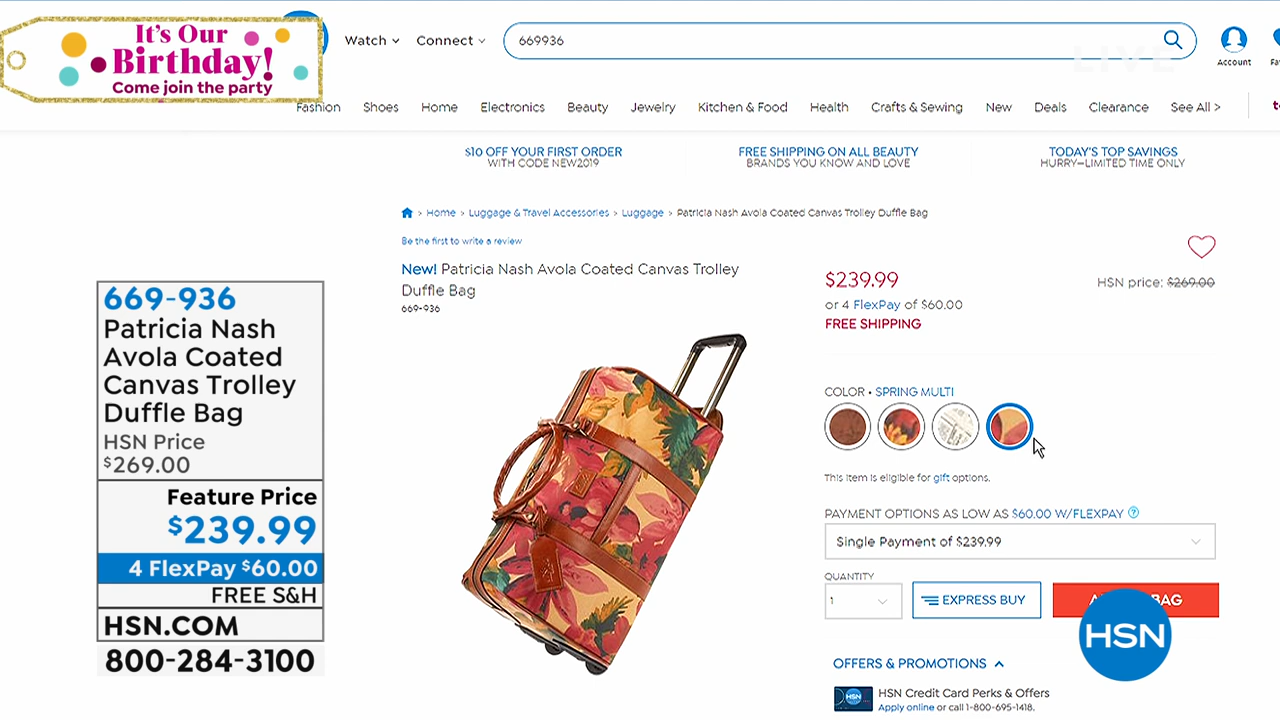 It's Our
Birthday!
Come join the party
Watch
Connect
669936
LIVE
Account
Fashion
Shoes
Home
Electronics
Beauty
Jewelry
Kitchen & Food
Health
Crafts & Sewing
New
Deals
Clearance
See All >
$10 OFF YOUR FIRST ORDER
WITH CODE NEW2019
FREE SHIPPING ON ALL BEAUTY
BRANDS YOU KNOW AND LOVE
TODAY'S TOP SAVINGS
HURRY—LIMITED TIME ONLY
> Home > Luggage & Travel Accessories > Luggage > Patricia Nash Avola Coated Canvas Trolley Duffle Bag
Be the first to write a review
New! Patricia Nash Avola Coated Canvas Trolley
Duffle Bag
669-936
$239.99
HSN price: $269.00
or 4 FlexPay of $60.00
FREE SHIPPING
COLOR • SPRING MULTI
This item is eligible for gift options.
PAYMENT OPTIONS AS LOW AS $60.00 W/FLEXPAY ?
Single Payment of $239.99
QUANTITY
1
EXPRESS BUY
BAG
HSN
OFFERS & PROMOTIONS
HSN
HSN Credit Card Perks & Offers
Apply online or call 1-800-695-1418.
669-936
Patricia Nash
Avola Coated
Canvas Trolley
Duffle Bag
HSN Price
$269.00
Feature Price
$239.99
4 FlexPay $60.00
FREE S&H
HSN.COM
800-284-3100